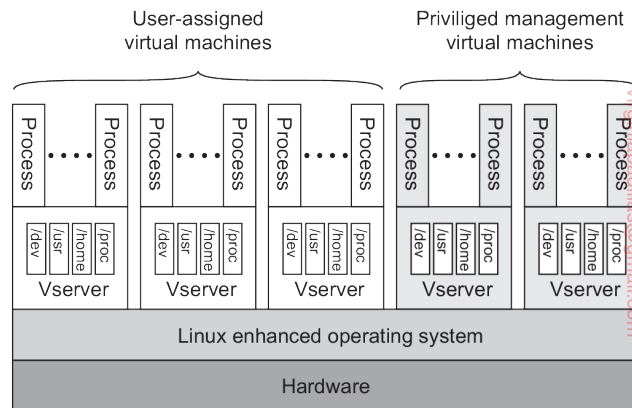 User-assigned
virtual machines
Priviliged management
virtual machines
Process
Process
Process
Process
Process
Process
Process
Process
Process
Process
/dev
/usr
/home
/proc
Vserver
/dev
/usr
/home
/proc
Vserver
/dev
/usr
/home
/proc
Vserver
/dev
/usr
/home
/proc
Vserver
/dev
/usr
/home
/proc
Vserver
Linux enhanced operating system
Hardware